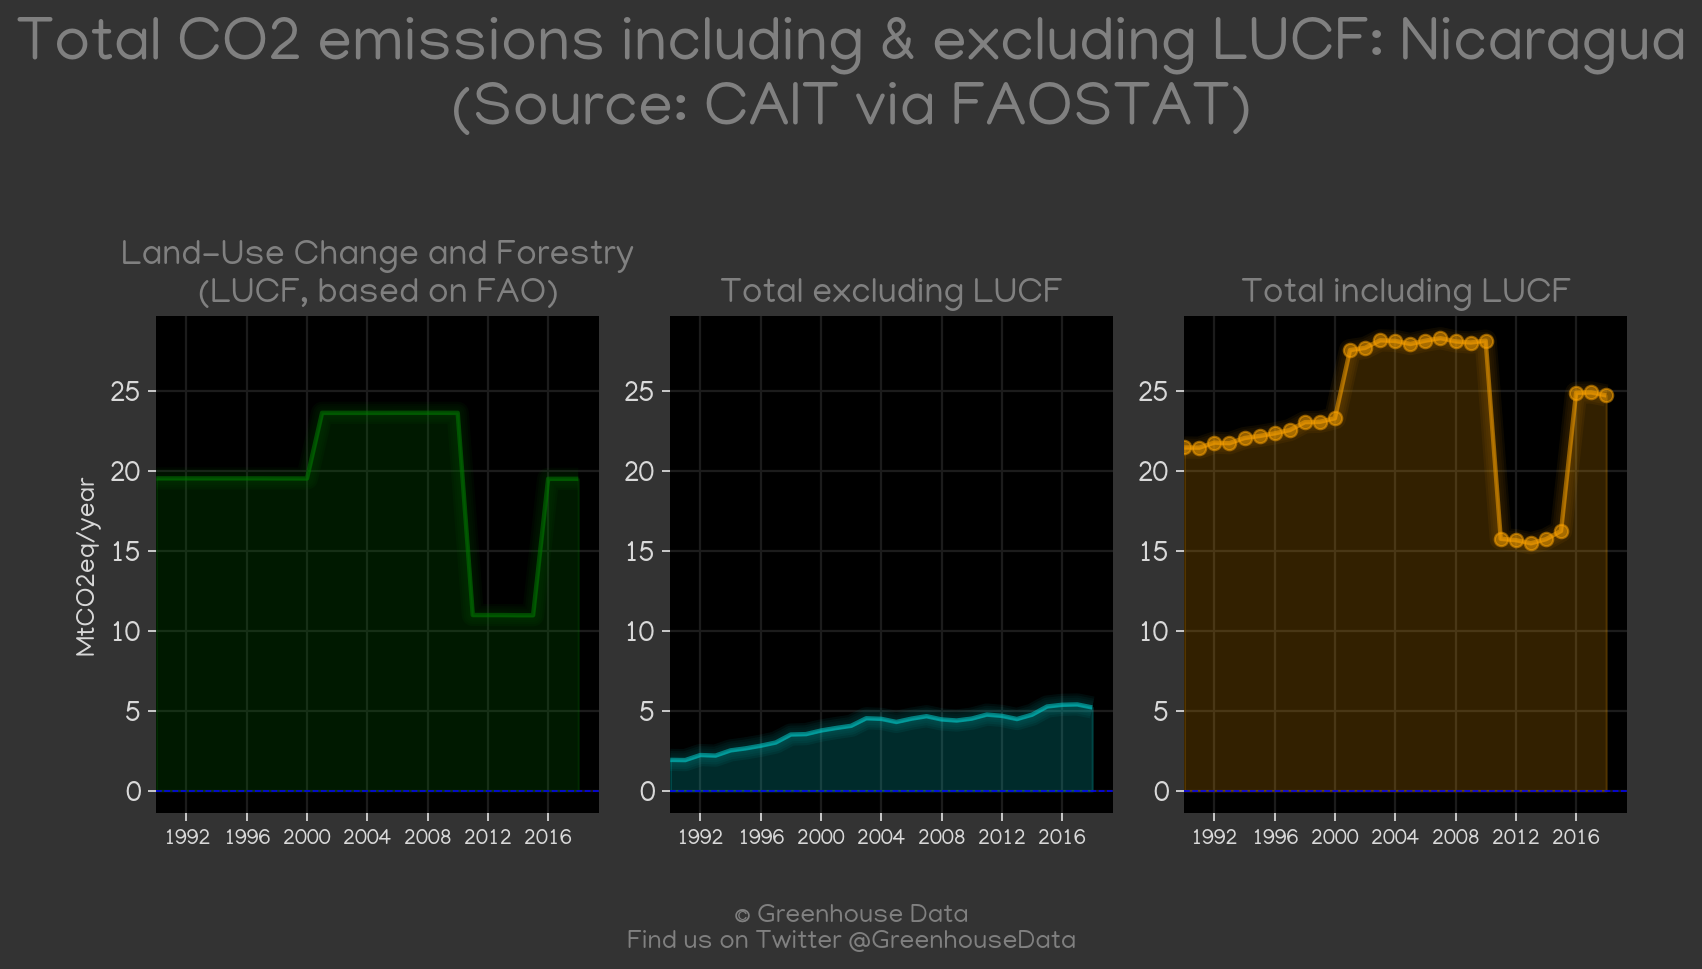 Total CO2 emissions including & excluding LUCF: Nicaragua
(Source: CAIT via FAOSTAT)
Land-Use Change and Forestry
(LUCF, based on FAO)
MtCO2eq/year
25
20
15
10
5
0
1992 1996 2000 2004 2008 2012 2016
Total excluding LUCF
25
20
15
10
5
0
1992 1996 2000 2004 2008 2012 2016
Total including LUCF
25
20
15
10
5
0
1992 1996 2000 2004 2008 2012 2016
© Greenhouse Data
Find us on Twitter @GreenhouseData